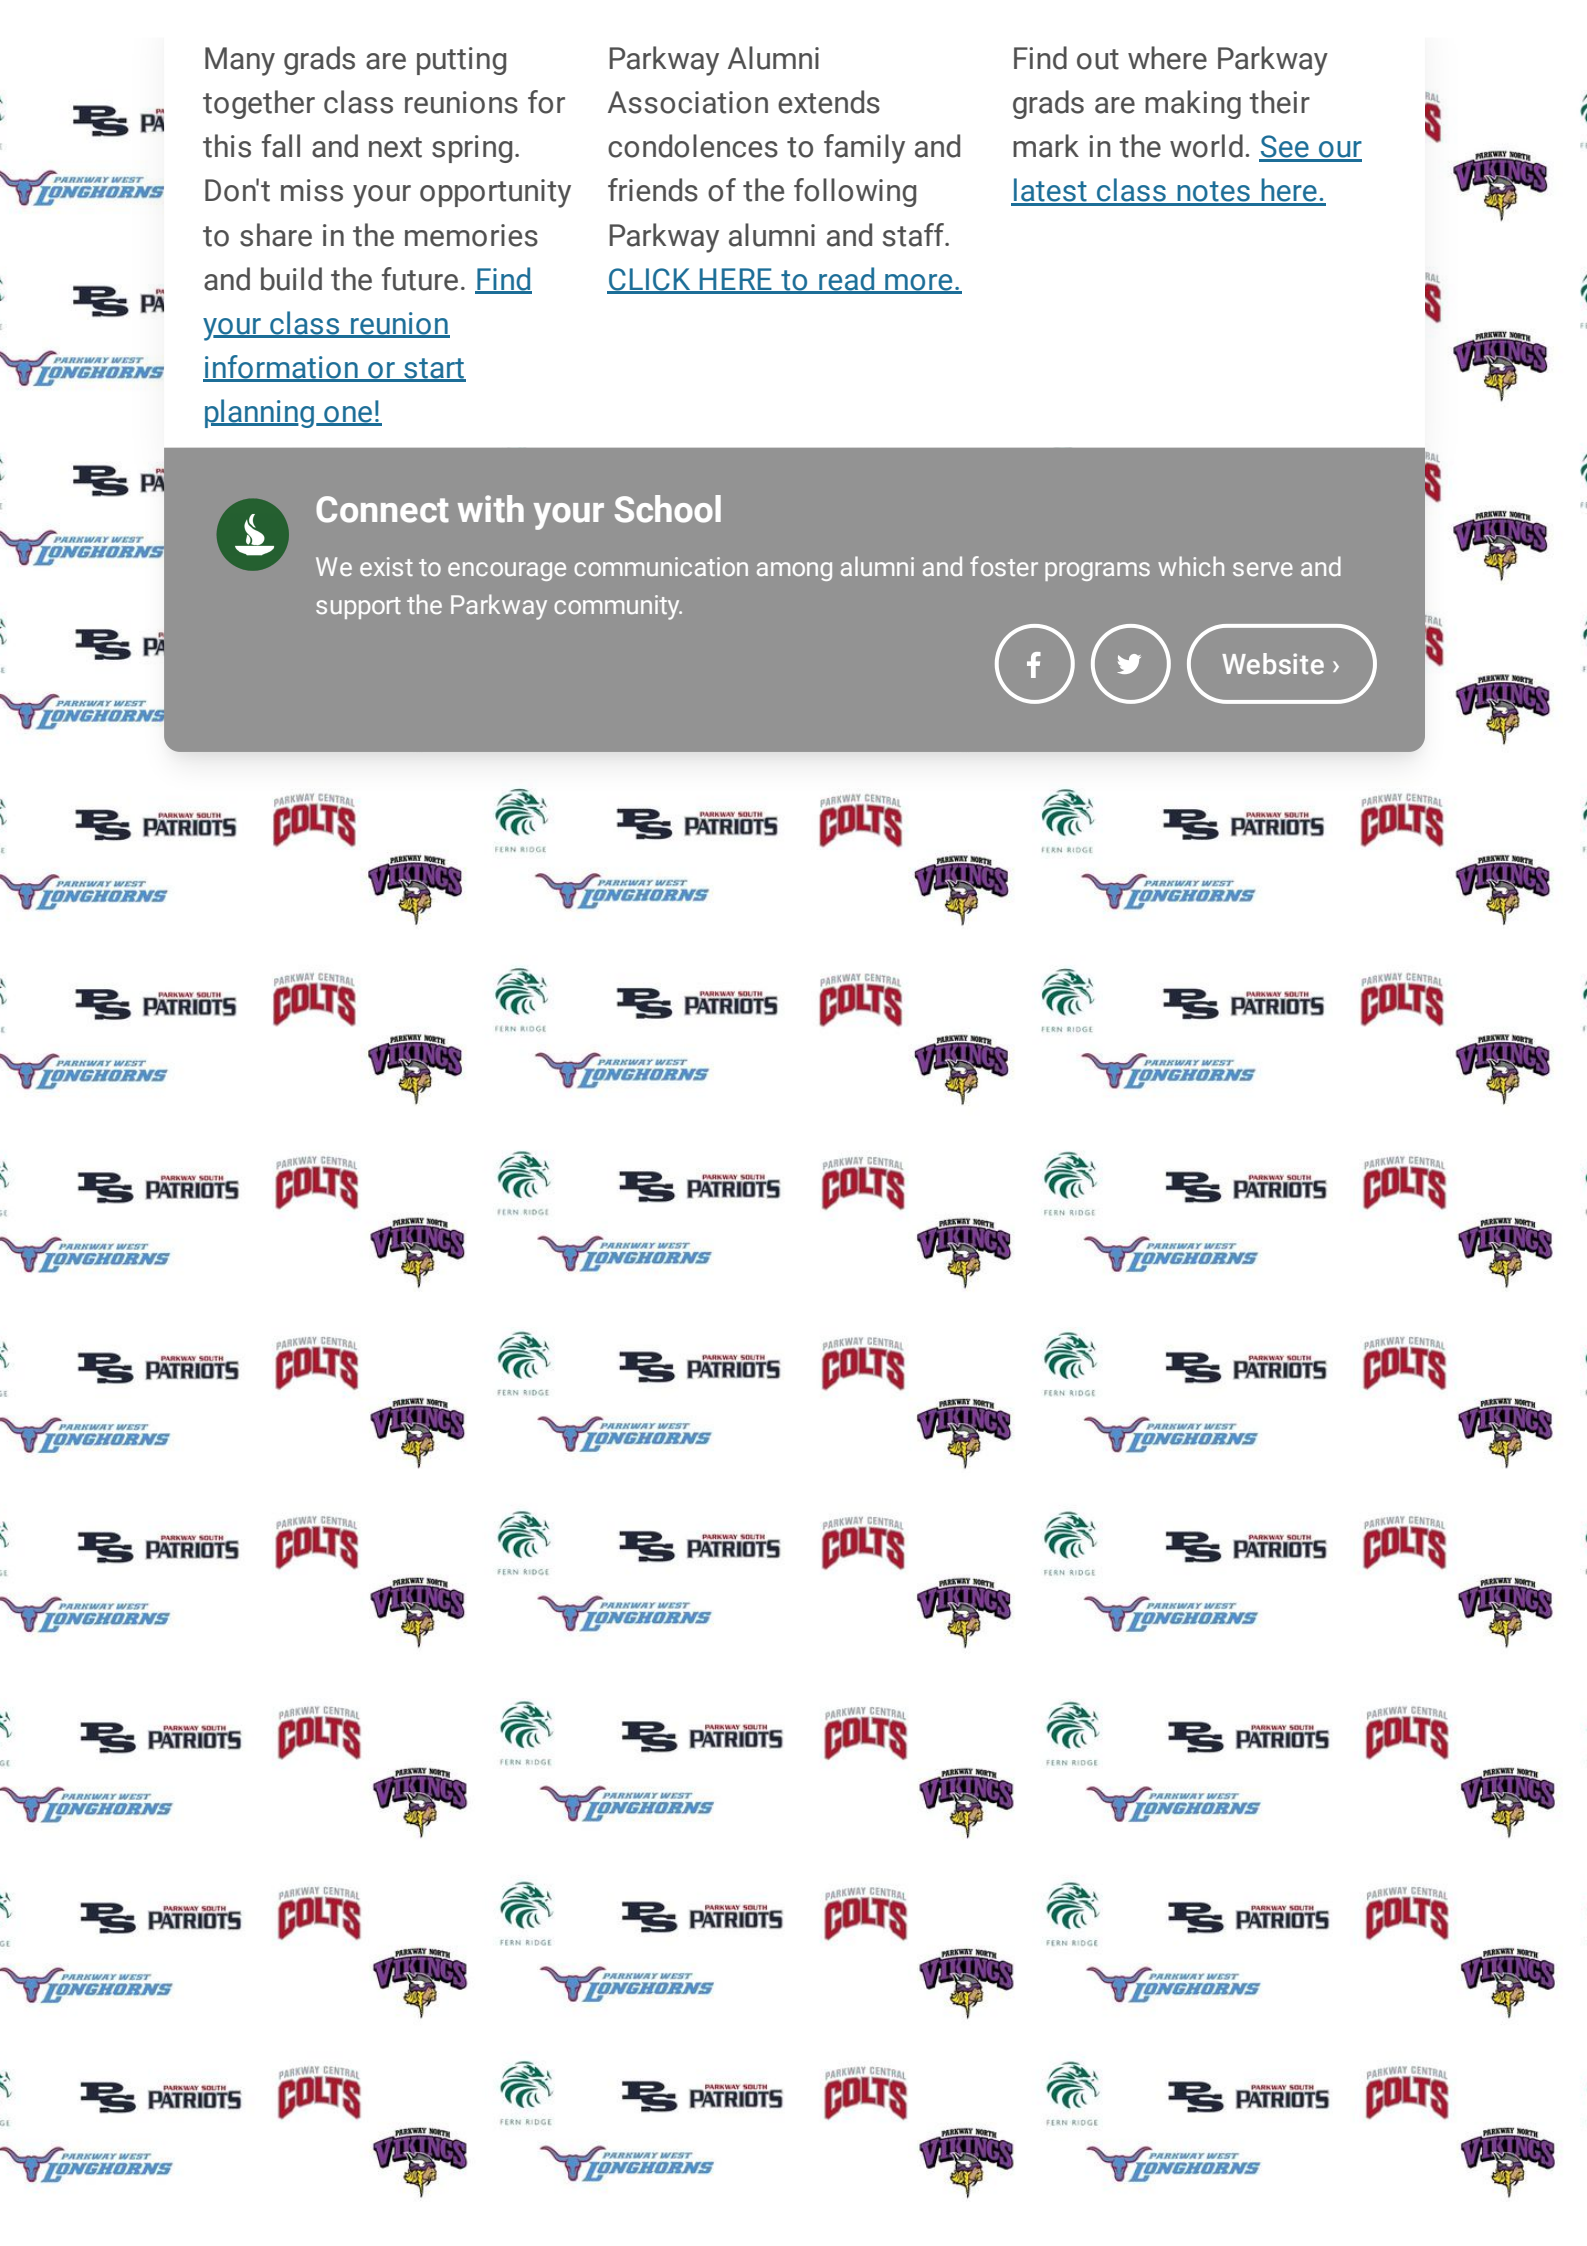 Many grads are putting
together class reunions for
this fall and next spring.
Don't miss your opportunity
to share in the memories
and build the future. Find
your class reunion
information or start
planning one!
Parkway Alumni
Association extends
condolences to family and
friends of the following
Parkway alumni and staff.
CLICK HERE to read more.
Find out where Parkway
grads are making their
mark in the world. See our
latest class notes here.
Connect with your School
We exist to encourage communication among alumni and foster programs which serve and
support the Parkway community.
Website ›
PS PARKWAY SOUTH PATRIOTS
PARKWAY CENTRAL COLTS
FERN RIDGE
PARKWAY WEST LONGHORNS
PARKWAY NORTH VIKINGS